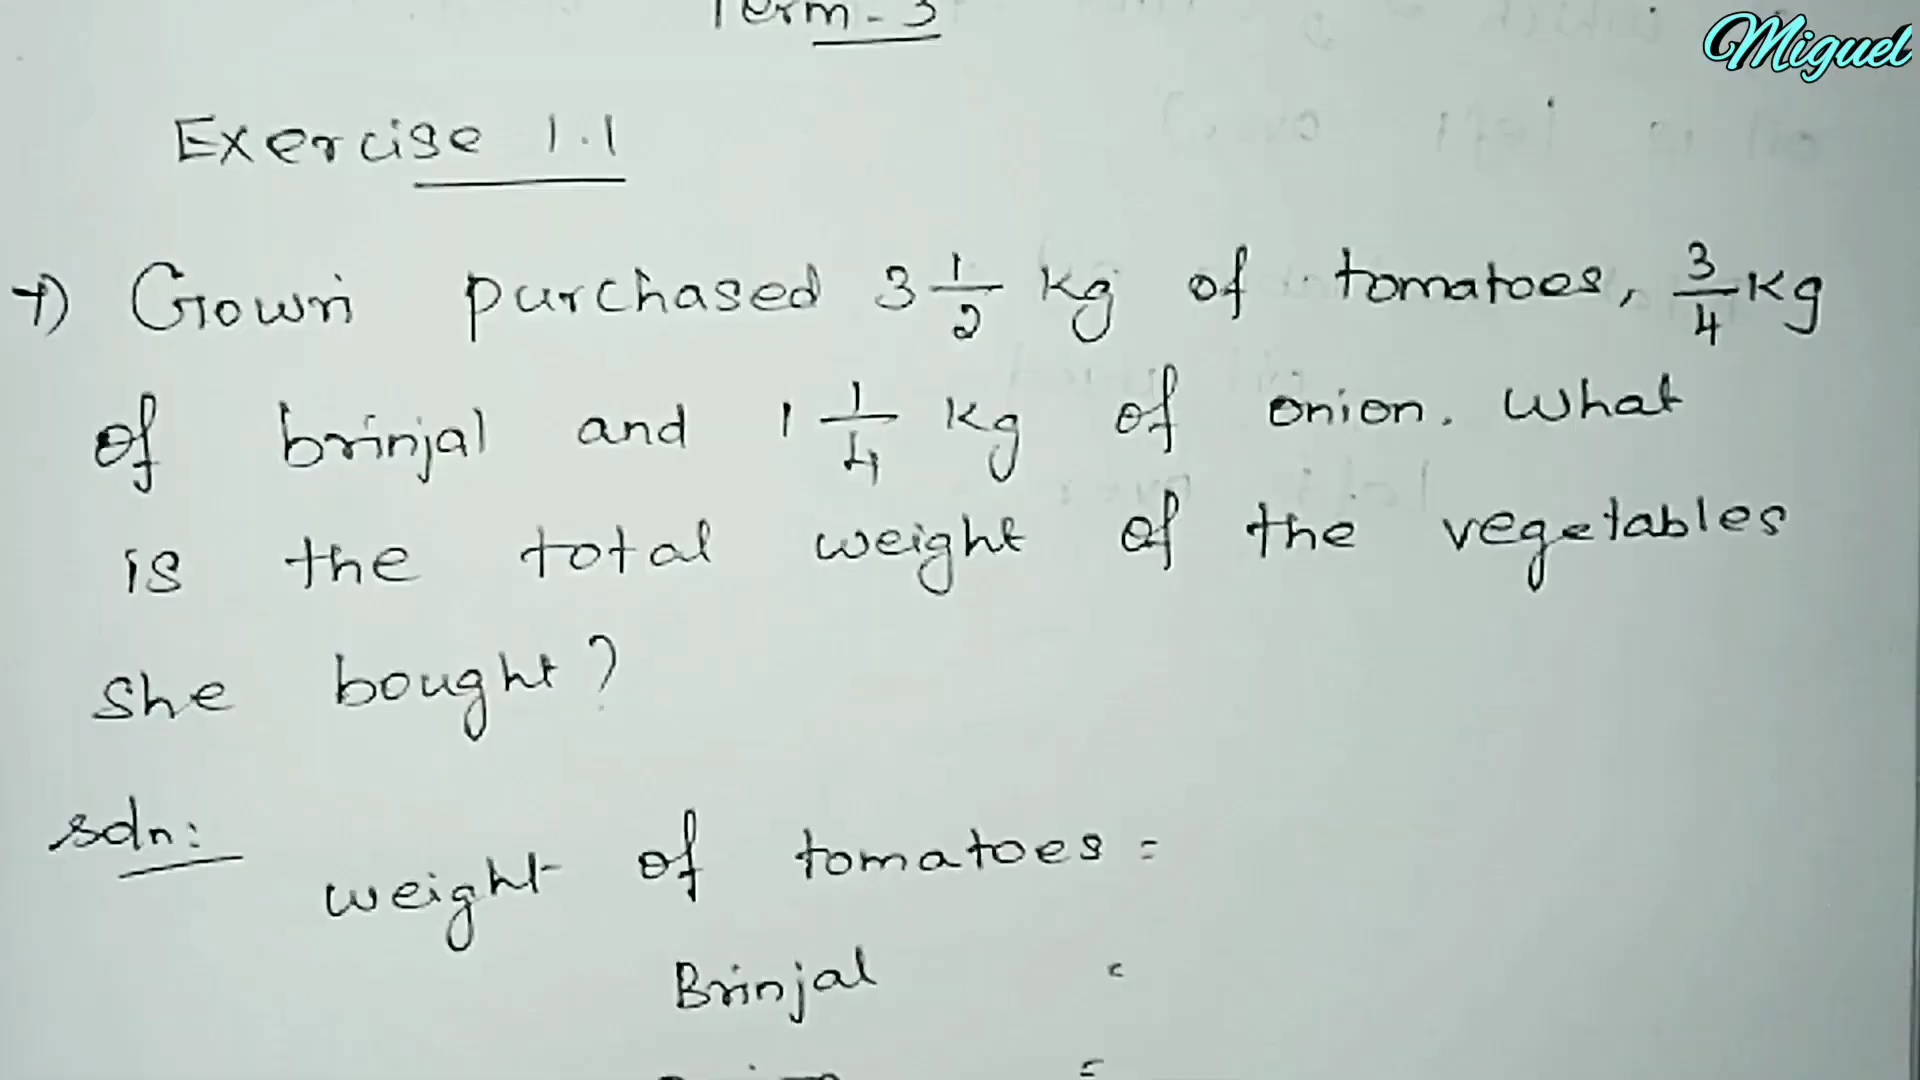 Term-3
Miguel
Exercise 1.1
7) Gowri purchased 3 1/2 kg of tomatoes, 3/4 kg
of brinjal and 1 1/4 kg of onion. What
is the total weight of the vegetables
she bought?
soln:
weight of tomatoes =
Brinjal =
=